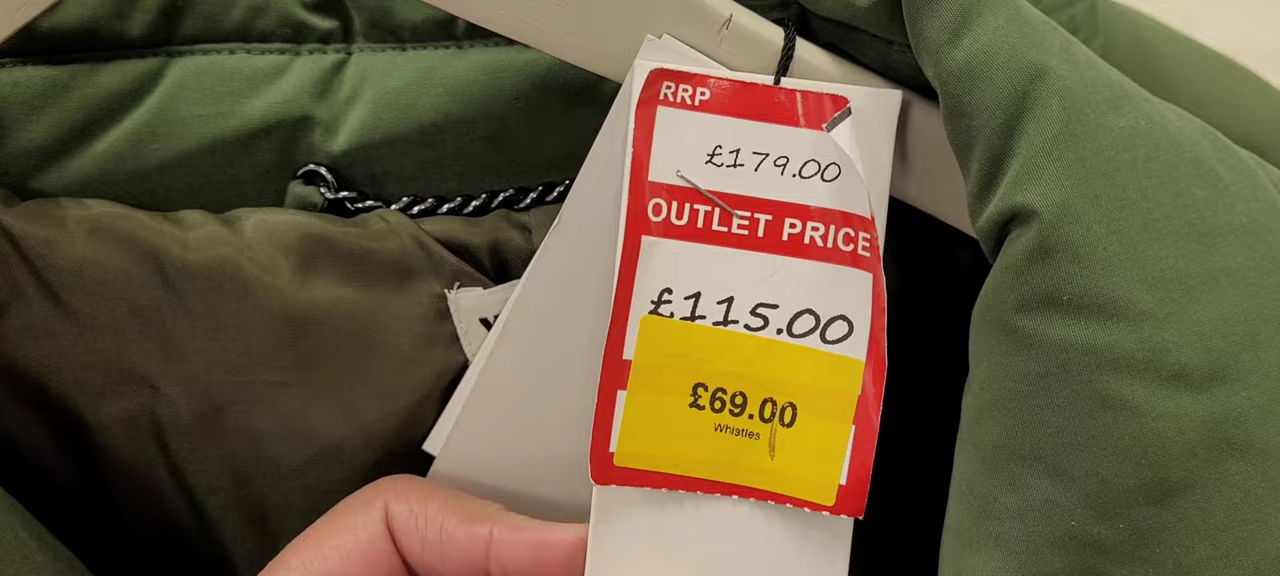 RRP
£179.00
OUTLET PRICE
£115.00
£69.00
Whistles